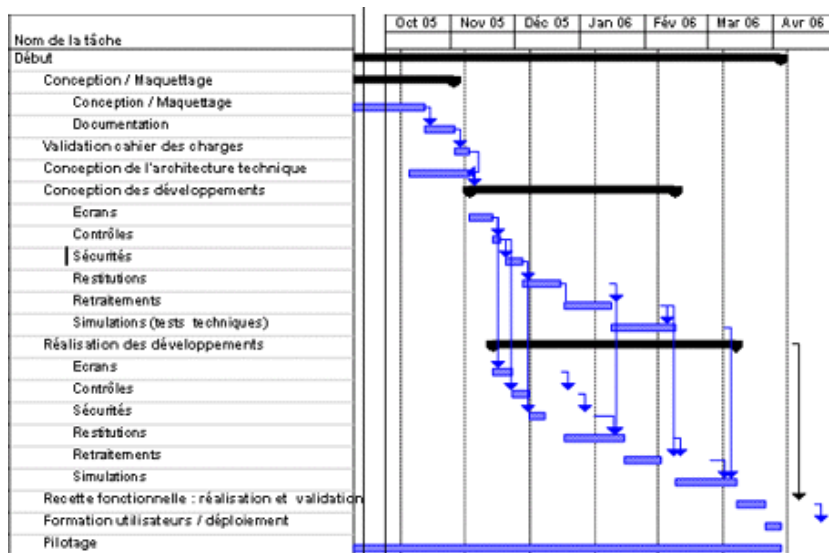 Oct 05 Nov 05 Déc 05 Jan 06 Fév 06 Mar 06 Avr 06
Nom de la tâche
Début
Conception / Maquettage
Conception / Maquettage
Documentation
Validation cahier des charges
Conception de l'architecture technique
Conception des développements
Ecrans
Contrôles
Sécurités
Restitutions
Retraitements
Simulations (tests techniques)
Réalisation des développements
Ecrans
Contrôles
Sécurités
Restitutions
Retraitements
Simulations
Recette fonctionnelle : réalisation et validation
Formation utilisateurs / déploiement
Pilotage